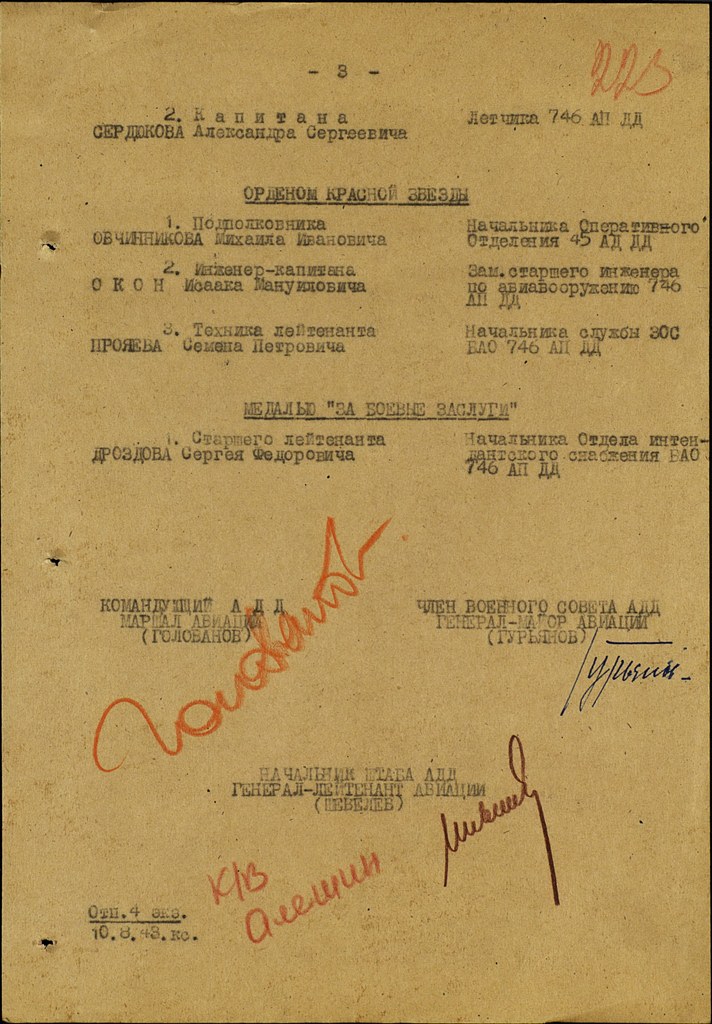 - 3 -
223
2. К а п и т а н а
СЕРДЮКОВА Александра Сергеевича
Летчика 746 АП ДД
ОРДЕНОМ КРАСНОЙ ЗВЕЗДЫ
1. Подполковника
ОВЧИННИКОВА Михаила Ивановича
Начальника Оперативного
Отделения 45 АД ДД
2. Инженер-капитана
О К О Н Исаака Мануиловича
Зам.старшего инженера
по авиавооружению 746
АП ДД
3. Техника лейтенанта
ПРОЯЕВА Семена Петровича
Начальника службы ЗОС
БАО 746 АП ДД
МЕДАЛЬЮ "ЗА БОЕВЫЕ ЗАСЛУГИ"
1. Старшего лейтенанта
ДРОЗДОВА Сергея Федоровича
Начальника Отдела интен-
дантского снабжения БАО
746 АП ДД
КОМАНДУЮЩИЙ А Д Д
МАРШАЛ АВИАЦИИ
(ГОЛОВАНОВ)
Голованов
ЧЛЕН ВОЕННОГО СОВЕТА АДД
ГЕНЕРАЛ-МАЙОР АВИАЦИИ
(ГУРЬЯНОВ)
Гурьянов
НАЧАЛЬНИК ШТАБА АДД
ГЕНЕРАЛ-ЛЕЙТЕНАНТ АВИАЦИИ
(ШЕВЕЛЕВ)
К/В
Алешин
Отп.4 экз.
10.8.43.кс.